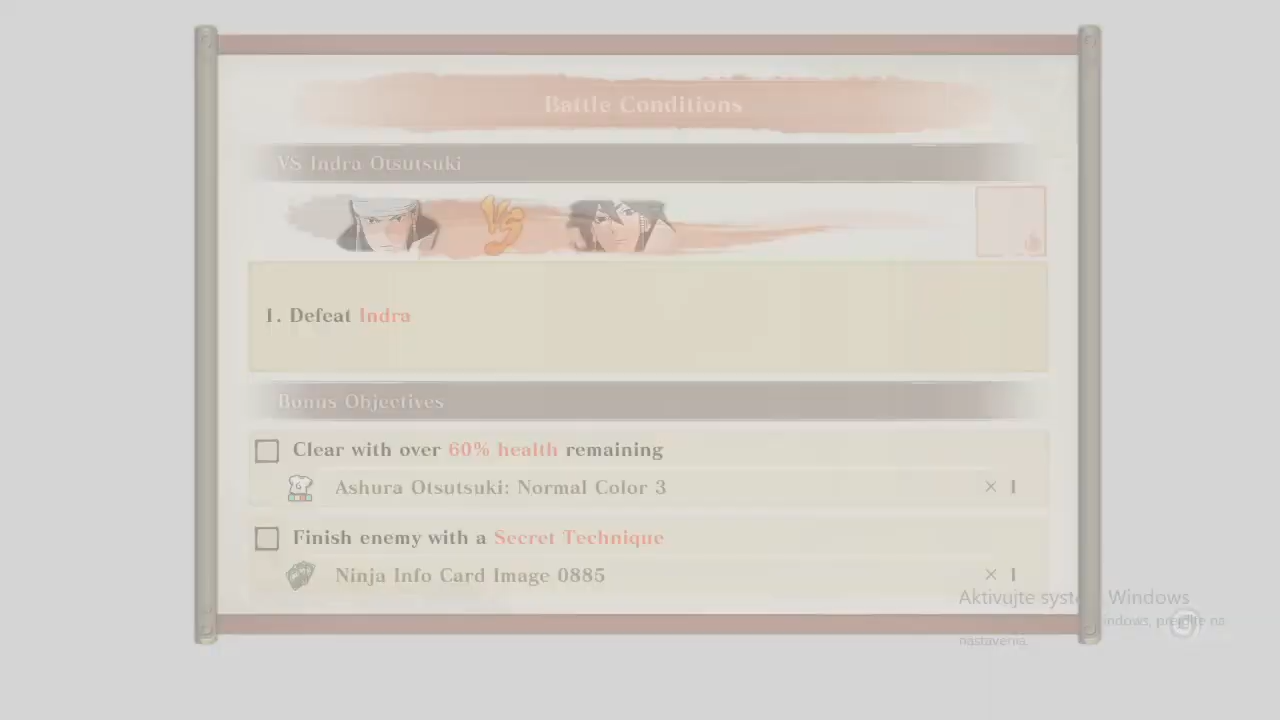 Battle Conditions
VS Indra Otsutsuki
VS
1. Defeat Indra
Bonus Objectives
Clear with over 60% health remaining
Ashura Otsutsuki: Normal Color 3 × 1
Finish enemy with a Secret Technique
Ninja Info Card Image 0885 × 1
Aktivujte Windows
prejdite na
nastavenia.